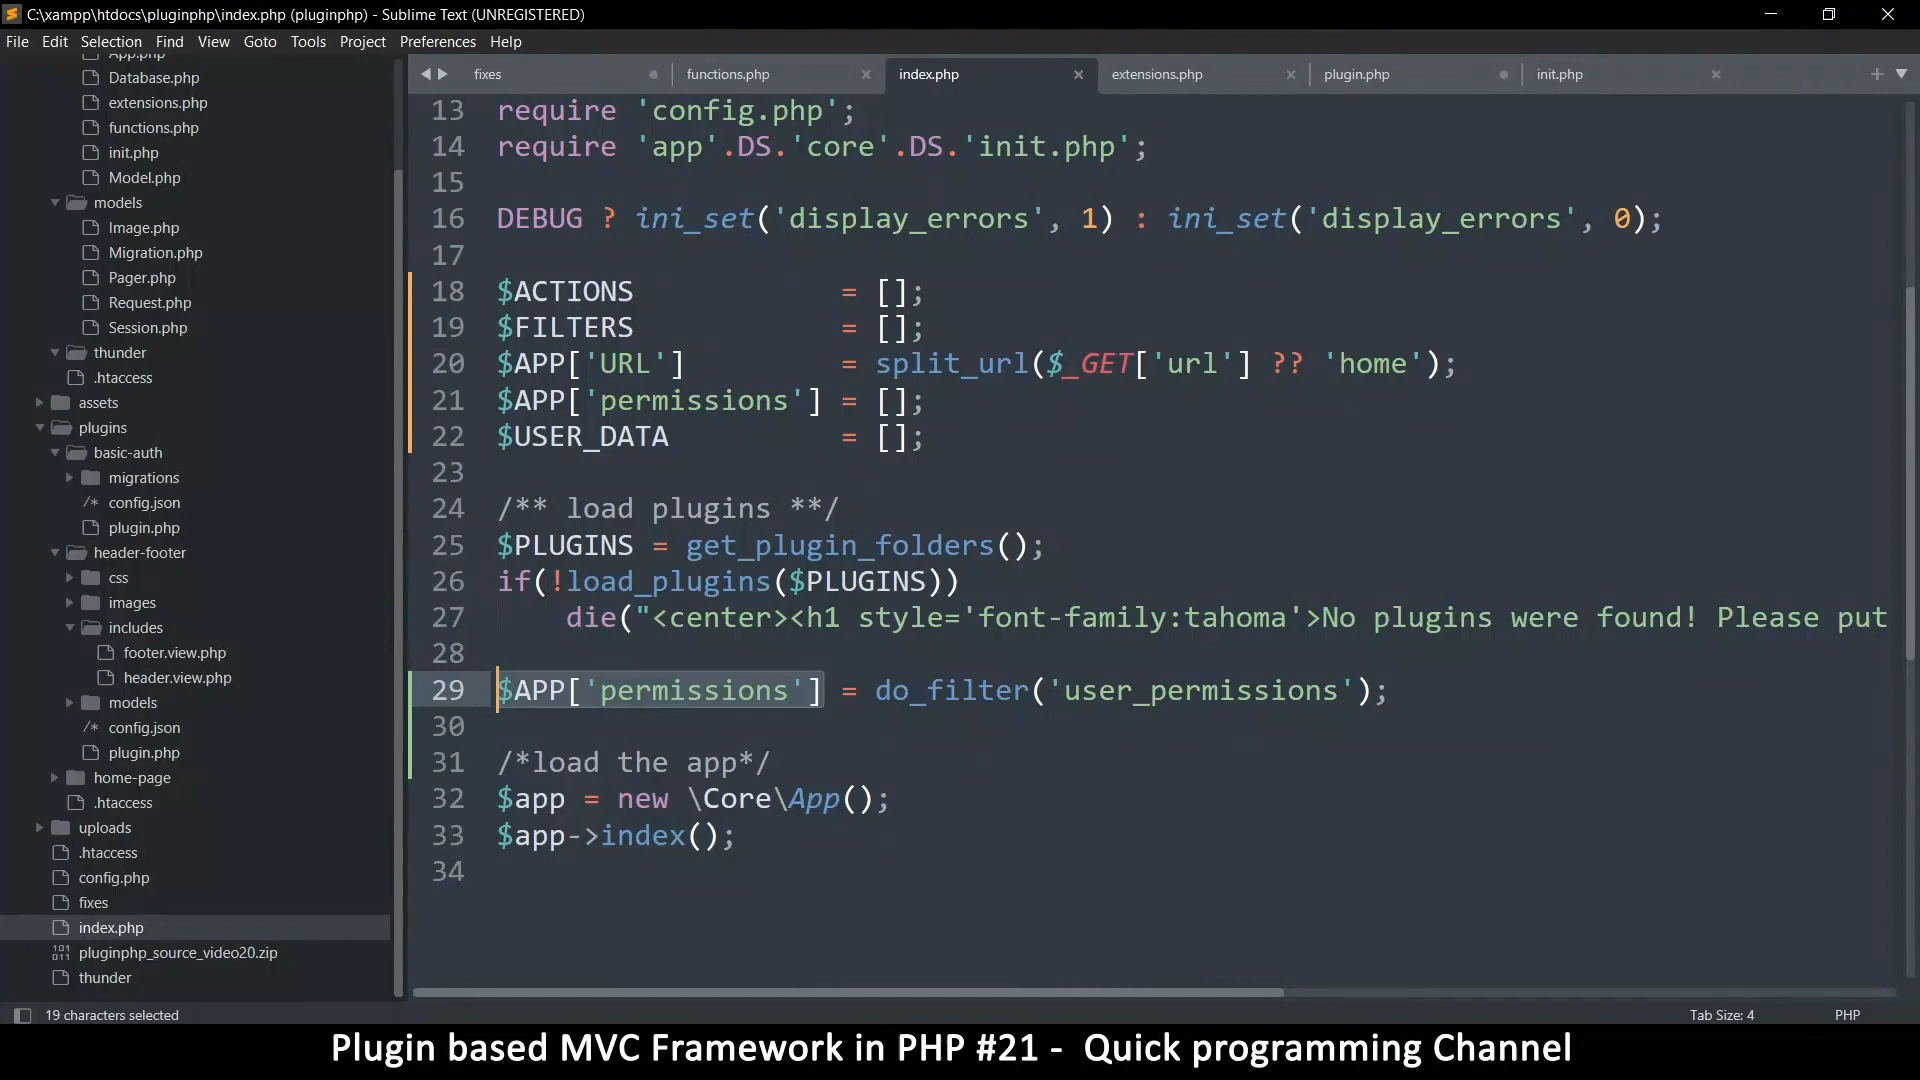 C:\xampp\htdocs\pluginphp\index.php (pluginphp) - Sublime Text (UNREGISTERED)
File Edit Selection Find View Goto Tools Project Preferences Help
App.php
Database.php
extensions.php
functions.php
init.php
Model.php
models
Image.php
Migration.php
Pager.php
Request.php
Session.php
thunder
.htaccess
assets
plugins
basic-auth
migrations
/* config.json
plugin.php
header-footer
css
images
includes
footer.view.php
header.view.php
models
/* config.json
plugin.php
home-page
.htaccess
uploads
.htaccess
config.php
fixes
index.php
pluginphp_source_video20.zip
thunder
fixes functions.php index.php extensions.php plugin.php init.php
13 require 'config.php';
14 require 'app'.DS.'core'.DS.'init.php';
15
16 DEBUG ? ini_set('display_errors', 1) : ini_set('display_errors', 0);
17
18 $ACTIONS = [];
19 $FILTERS = [];
20 $APP['URL'] = split_url($_GET['url'] ?? 'home');
21 $APP['permissions'] = [];
22 $USER_DATA = [];
23
24 /** load plugins **/
25 $PLUGINS = get_plugin_folders();
26 if(!load_plugins($PLUGINS))
27 die("<center><h1 style='font-family:tahoma'>No plugins were found! Please put
28
29 $APP['permissions'] = do_filter('user_permissions');
30
31 /*load the app*/
32 $app = new \Core\App();
33 $app->index();
34
19 characters selected
Tab Size: 4 PHP
Plugin based MVC Framework in PHP #21 - Quick programming Channel